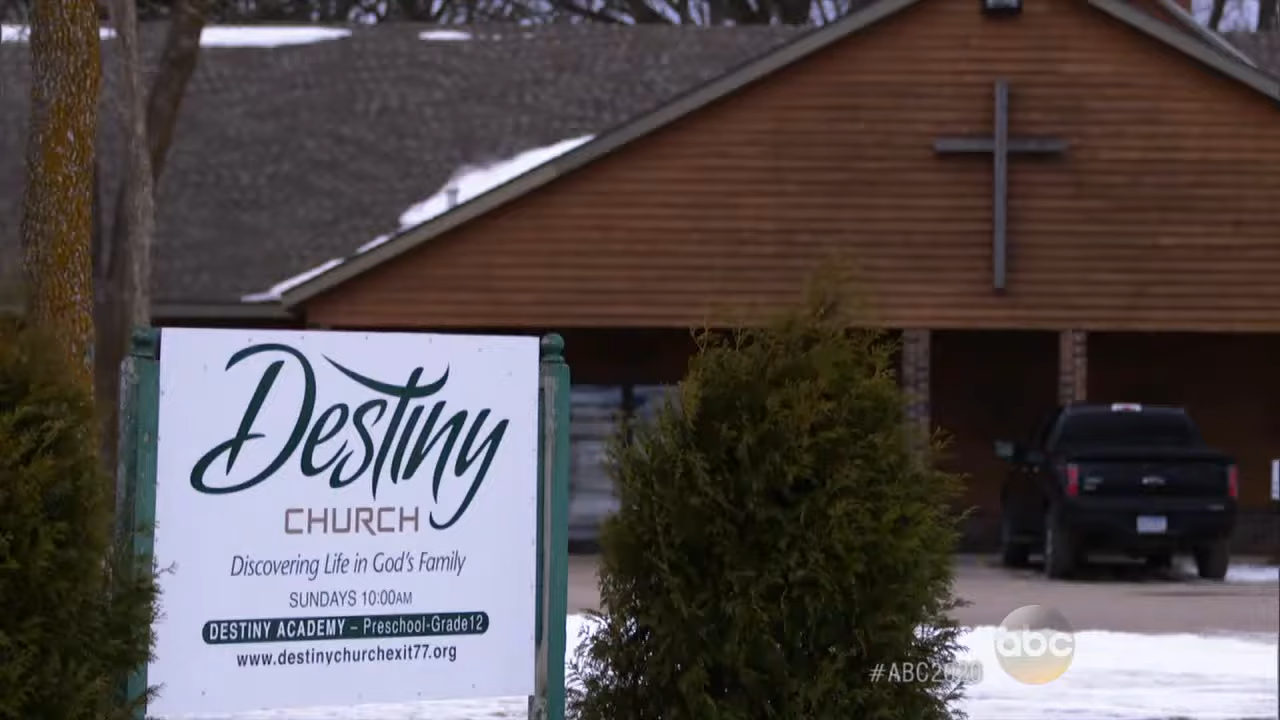 Destiny
CHURCH
Discovering Life in God's Family
SUNDAYS 10:00AM
DESTINY ACADEMY – Preschool-Grade12
www.destinychurchexit77.org
abc
#ABC2020